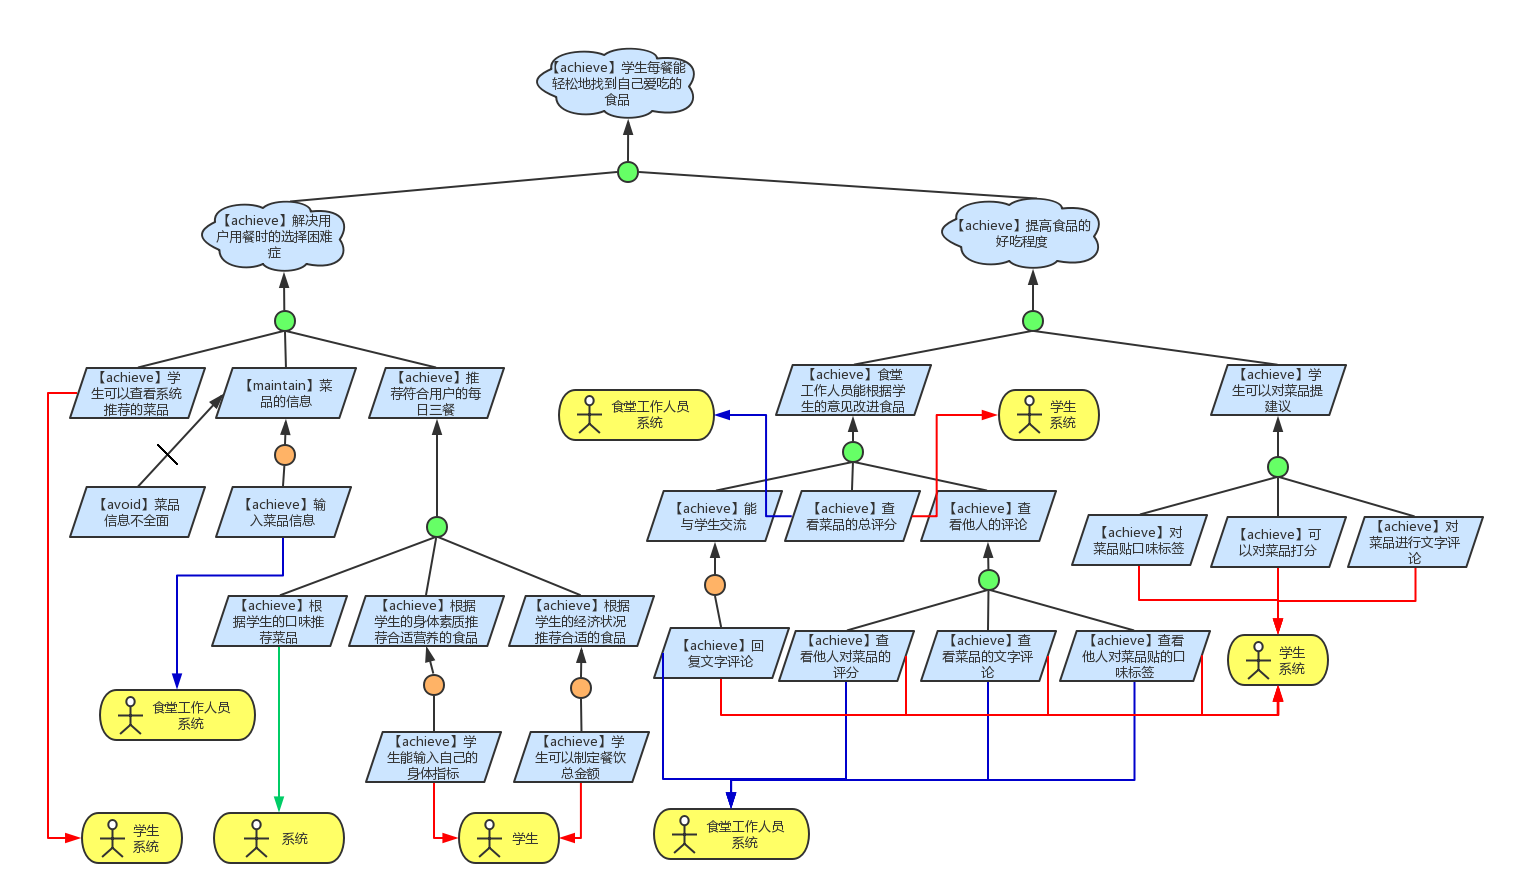 【achieve】学生每餐能
轻松地找到自己爱吃的
食品
【achieve】解决用
户用餐时的选择困难
症
【achieve】提高食品的
好吃程度
【achieve】学
生可以查看系统
推荐的菜品
【maintain】菜
品的信息
【achieve】推
荐符合用户的每
日三餐
【achieve】食堂
工作人员能根据学
生的意见改进食品
【achieve】学
生可以对菜品提
建议
食堂工作人员
系统
学生
系统
【avoid】菜品
信息不全面
【achieve】输
入菜品信息
【achieve】能
与学生交流
【achieve】查
看菜品的总评分
【achieve】查
看他人的评论
【achieve】对
菜品贴口味标签
【achieve】可
以对菜品打分
【achieve】对
菜品进行文字评
论
【achieve】根
据学生的口味推
荐菜品
【achieve】根据
学生的身体素质推
荐合适营养的食品
【achieve】根据
学生的经济状况
推荐合适的食品
【achieve】回
复文字评论
【achieve】查
看他人对菜品的
评分
【achieve】查
看菜品的文字评
论
【achieve】查看
他人对菜品贴的口
味标签
学生
系统
食堂工作人员
系统
【achieve】学
生能输入自己的
身体指标
【achieve】学
生可以制定餐饮
总金额
学生
系统
系统
学生
食堂工作人员
系统